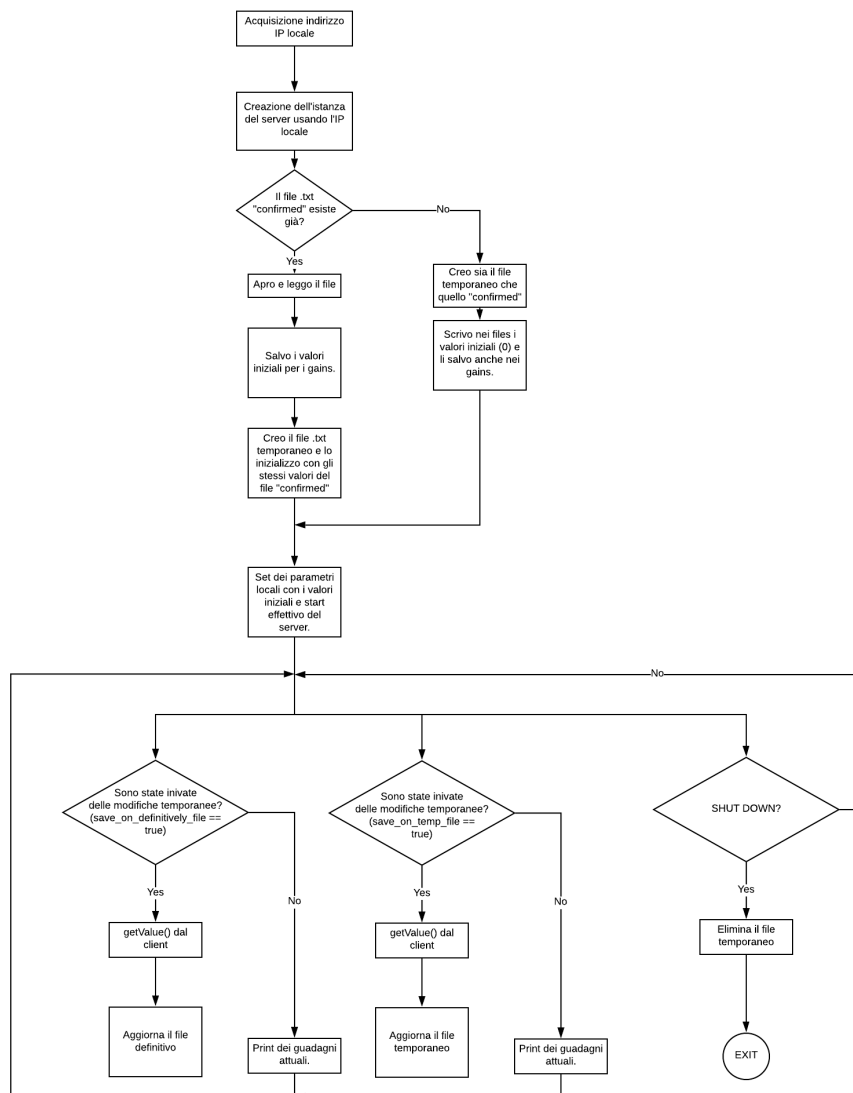 Acquisizione indirizzo
IP locale
Creazione dell'istanza
del server usando l'IP
locale
Il file .txt
"confirmed" esiste
già?
No
Yes
Apro e leggo il file
Creo sia il file
temporaneo che
quello "confirmed"
Salvo i valori
iniziali per i gains.
Scrivo nei files i
valori iniziali (0) e
li salvo anche nei
gains.
Creo il file .txt
temporaneo e lo
inizializzo con gli
stessi valori del
file "confirmed"
Set dei parametri
locali con i valori
iniziali e start
effettivo del
server.
No
Sono state inivate
delle modifiche temporanee?
(save_on_definitively_file ==
true)
Sono state inivate
delle modifiche temporanee?
(save_on_temp_file ==
true)
SHUT DOWN?
Yes
No
Yes
No
Yes
getValue() dal
client
getValue() dal
client
Elimina il file
temporaneo
Aggiorna il file
definitivo
Print dei guadagni
attuali.
Aggiorna il file
temporaneo
Print dei guadagni
attuali.
EXIT